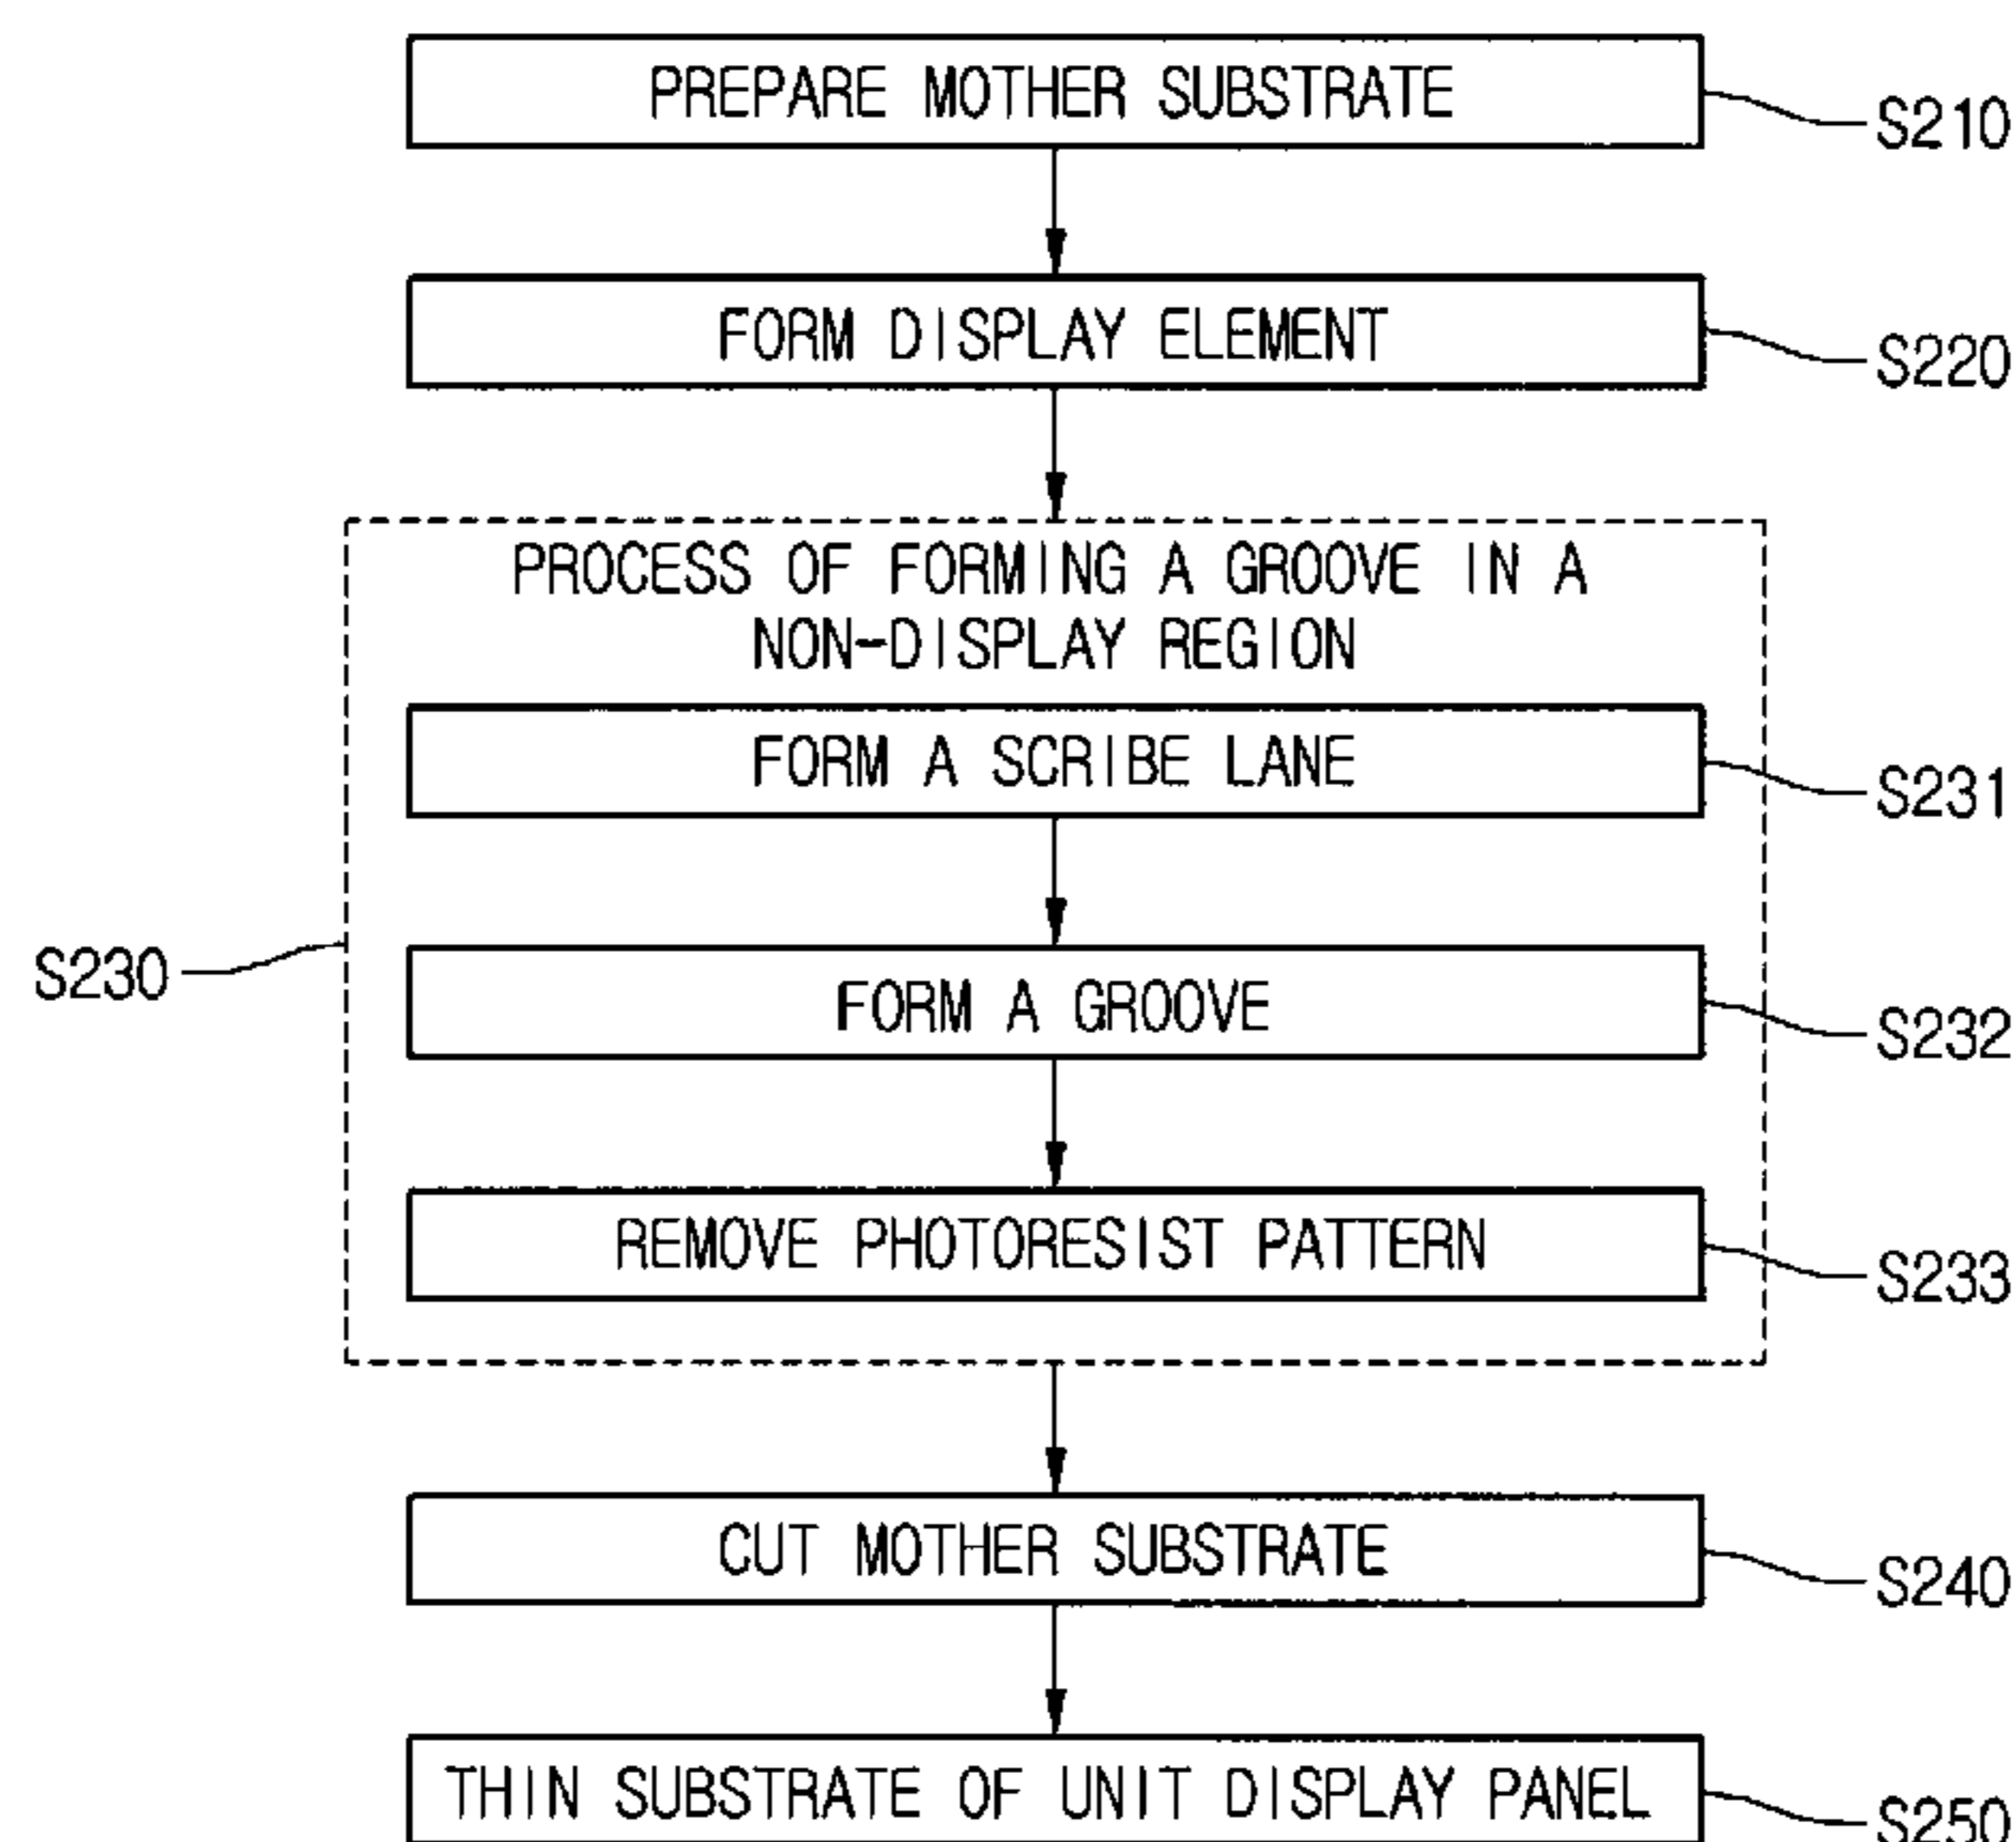 PREPARE MOTHER SUBSTRATE
S210
FORM DISPLAY ELEMENT
S220
PROCESS OF FORMING A GROOVE IN A
NON-DISPLAY REGION
FORM A SCRIBE LANE
S231
S230
FORM A GROOVE
S232
REMOVE PHOTORESIST PATTERN
S233
CUT MOTHER SUBSTRATE
S240
THIN SUBSTRATE OF UNIT DISPLAY PANEL
S250